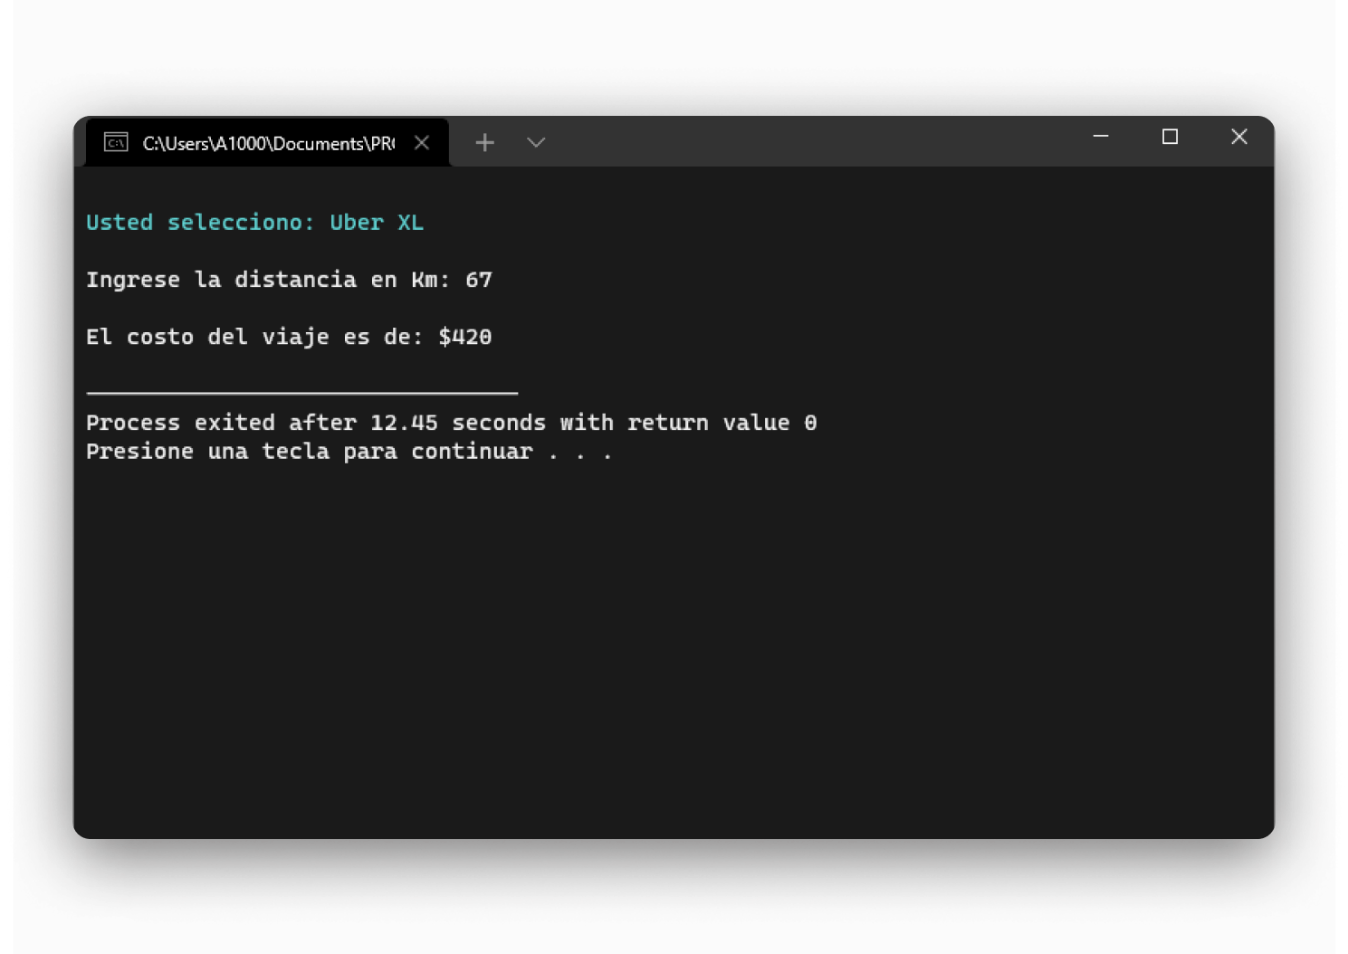 C:\Users\A1000\Documents\PR
Usted selecciono: Uber XL
Ingrese la distancia en Km: 67
El costo del viaje es de: $420
Process exited after 12.45 seconds with return value 0
Presione una tecla para continuar . . .